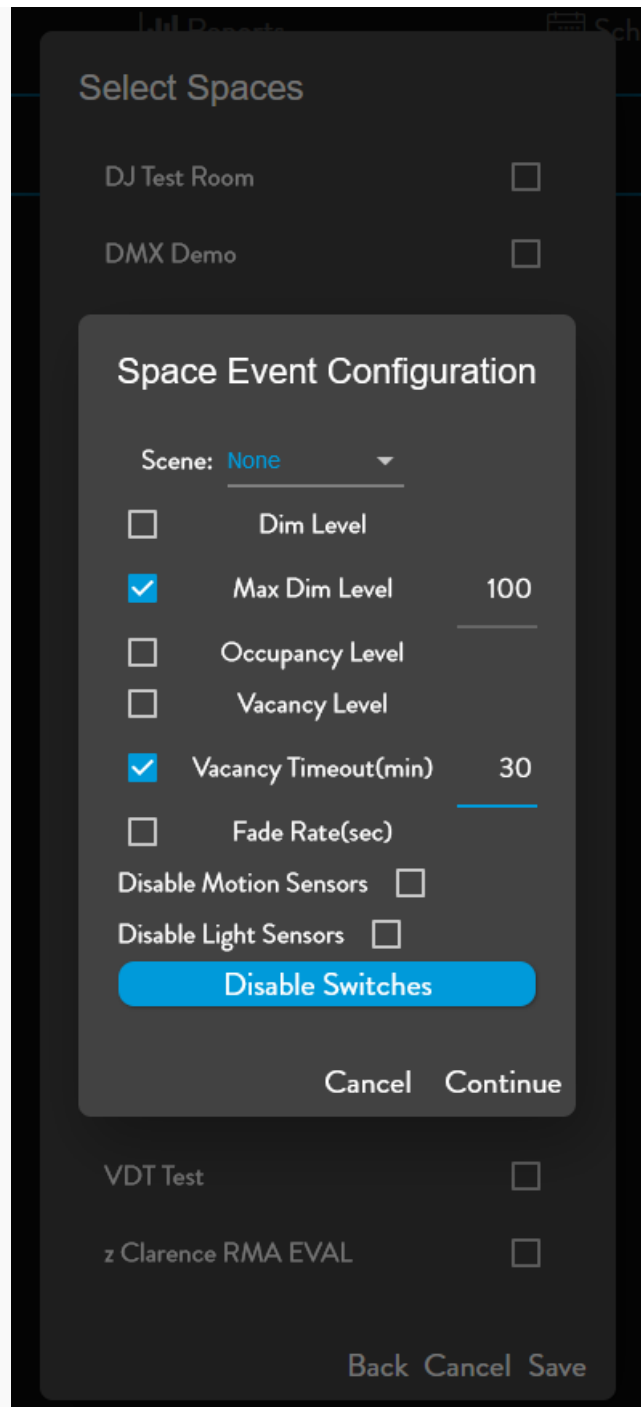 Reports
Sch
Select Spaces
DJ Test Room
DMX Demo
Space Event Configuration
Scene: None
Dim Level
Max Dim Level 100
Occupancy Level
Vacancy Level
Vacancy Timeout(min) 30
Fade Rate(sec)
Disable Motion Sensors
Disable Light Sensors
Disable Switches
Cancel Continue
VDT Test
z Clarence RMA EVAL
Back Cancel Save